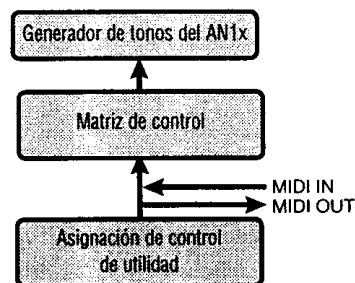 Generador de tonos del AN1x
Matriz de control
MIDI IN
MIDI OUT
Asignación de control
de utilidad